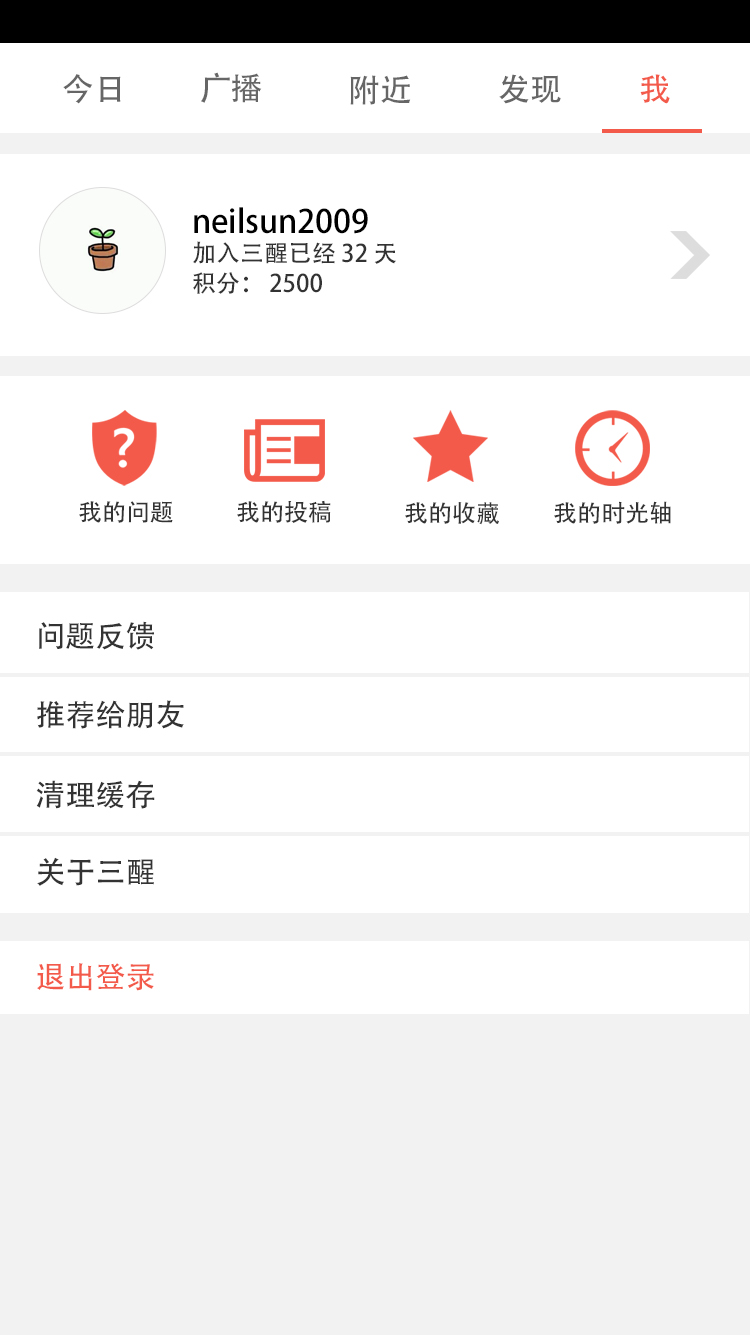 今日 广播 附近 发现 我
neilsun2009
加入三醒已经 32 天
积分： 2500
?
我的问题 我的投稿 我的收藏 我的时光轴
问题反馈
推荐给朋友
清理缓存
关于三醒
退出登录